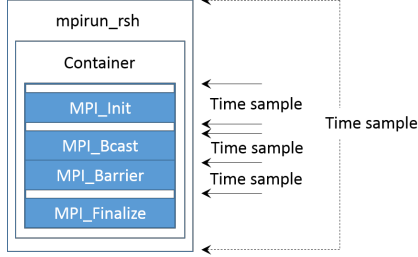 mpirun_rsh
Container
MPI_Init
MPI_Bcast
MPI_Barrier
MPI_Finalize
Time sample
Time sample
Time sample
Time sample